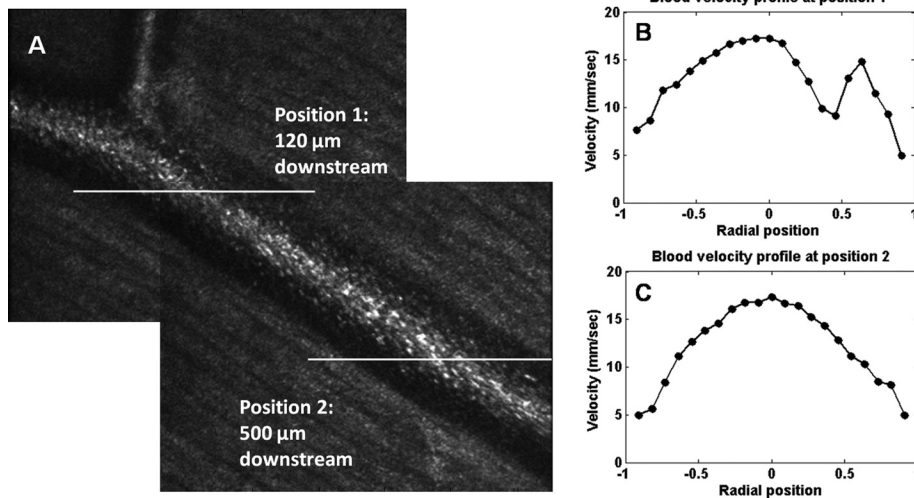 A
Position 1:
120 µm
downstream
Position 2:
500 µm
downstream
Blood velocity profile at position 1
B
Velocity (mm/sec)
20
15
10
5
0
-1
-0.5
0
0.5
1
Radial position
Blood velocity profile at position 2
C
Velocity (mm/sec)
20
15
10
5
0
-1
-0.5
0
0.5
1
Radial position